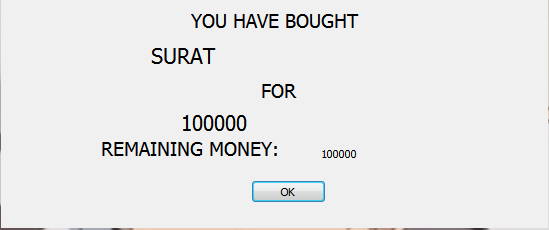 YOU HAVE BOUGHT
SURAT
FOR
100000
REMAINING MONEY: 100000
OK